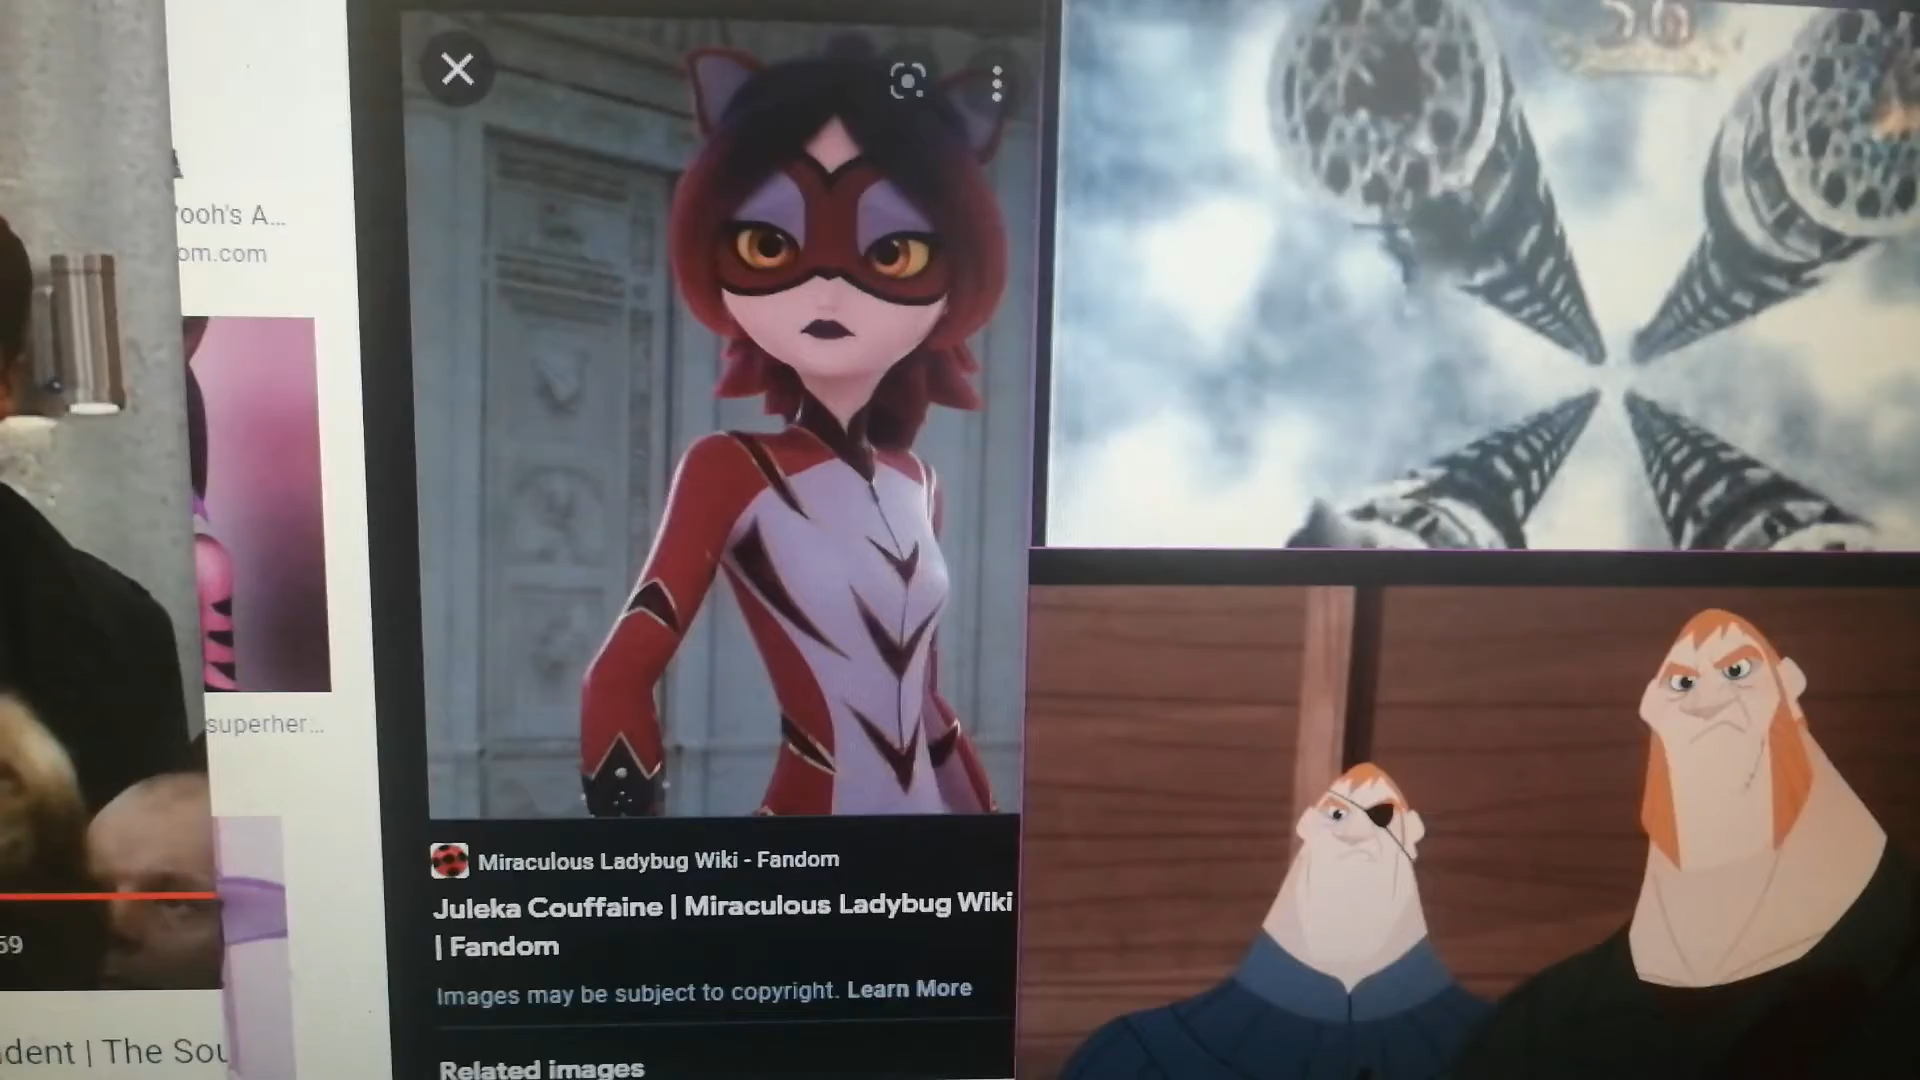 ooh's A...
om.com
superher...
59
dent | The Sou
Miraculous Ladybug Wiki - Fandom
Juleka Couffaine | Miraculous Ladybug Wiki
| Fandom
Images may be subject to copyright. Learn More
Related images
56